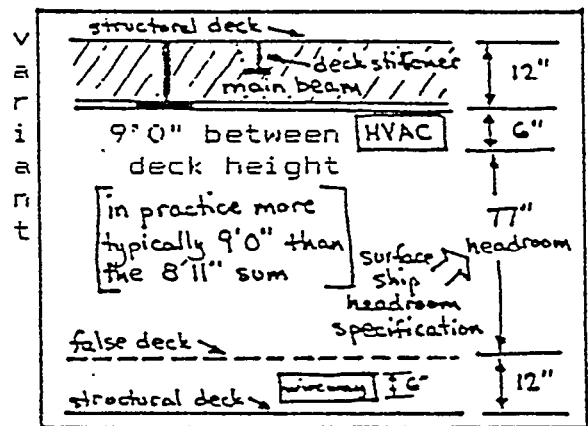 Variant
structural deck
deck stiffener
main beam
12"
9'0" between
deck height
HVAC
6"
[in practice more
typically 9'0" than
the 8'11" sum]
77"
headroom
surface
ship
headroom
specification
false deck
structural deck
wireway
6"
12"